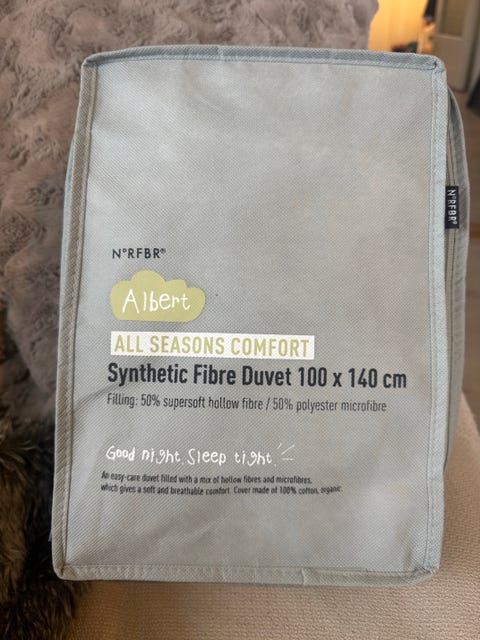 N°RFBR®
N°RFBR®
Albert
ALL SEASONS COMFORT
Synthetic Fibre Duvet 100 x 140 cm
Filling: 50% supersoft hollow fibre / 50% polyester microfibre
Good night, Sleep tight
An easy-care duvet filled with a mix of hollow fibres and microfibres,
which gives a soft and breathable comfort. Cover made of 100% cotton, organic.